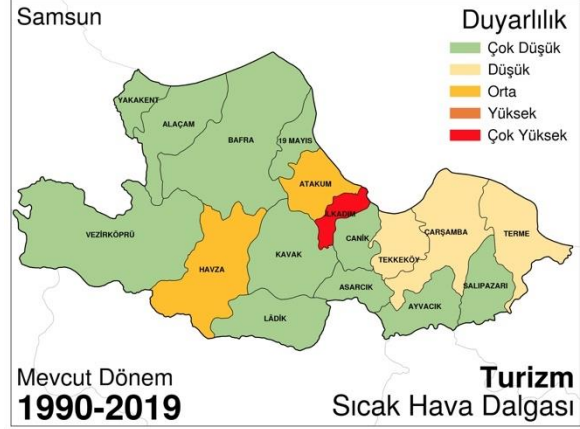 Samsun
Duyarlılık
Çok Düşük
Düşük
Orta
Yüksek
Çok Yüksek
YAKAKENT
ALAÇAM
BAFRA
19 MAYIS
ATAKUM
İLKADIM
VEZİRKÖPRÜ
HAVZA
KAVAK
CANİK
TEKKEKÖY
ÇARŞAMBA
TERME
ASARCIK
SALIPAZARI
AYVACIK
LÂDİK
Mevcut Dönem
1990-2019
Turizm
Sıcak Hava Dalgası